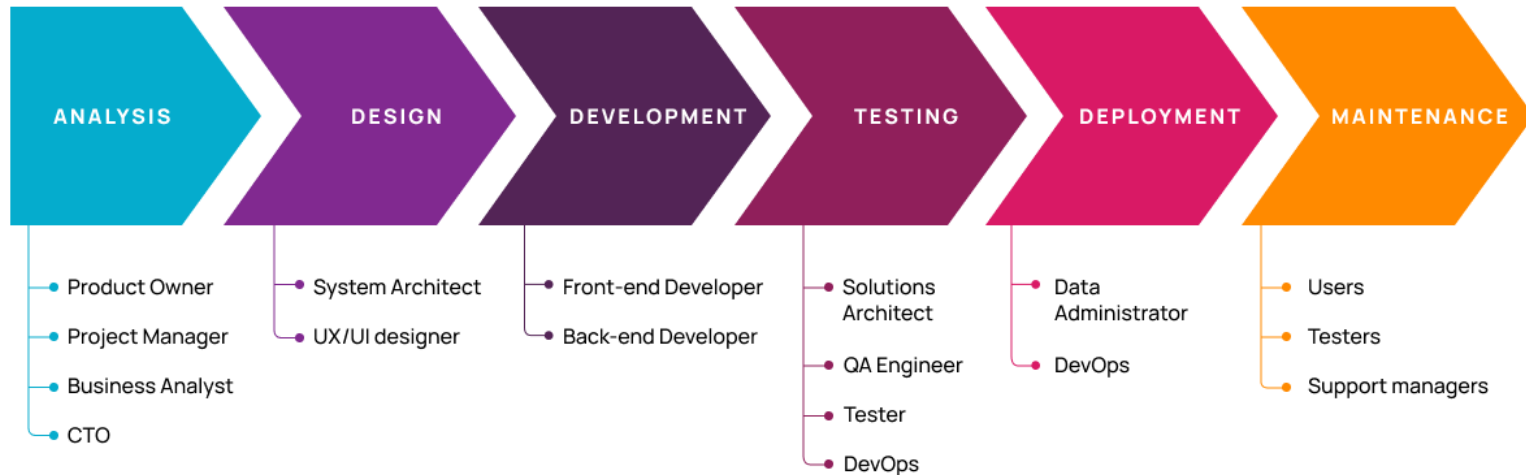 ANALYSIS
DESIGN
DEVELOPMENT
TESTING
DEPLOYMENT
MAINTENANCE
Product Owner
Project Manager
Business Analyst
CTO
System Architect
UX/UI designer
Front-end Developer
Back-end Developer
Solutions
Architect
QA Engineer
Tester
DevOps
Data
Administrator
DevOps
Users
Testers
Support managers